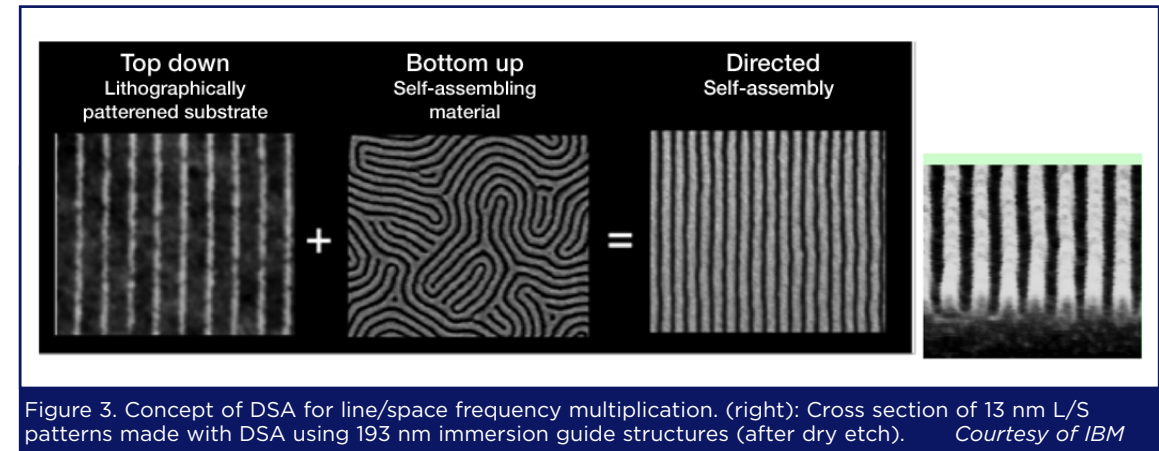 Top down
Lithographically
patterened substrate
+
Bottom up
Self-assembling
material
=
Directed
Self-assembly
Figure 3. Concept of DSA for line/space frequency multiplication. (right): Cross section of 13 nm L/S
patterns made with DSA using 193 nm immersion guide structures (after dry etch). Courtesy of IBM